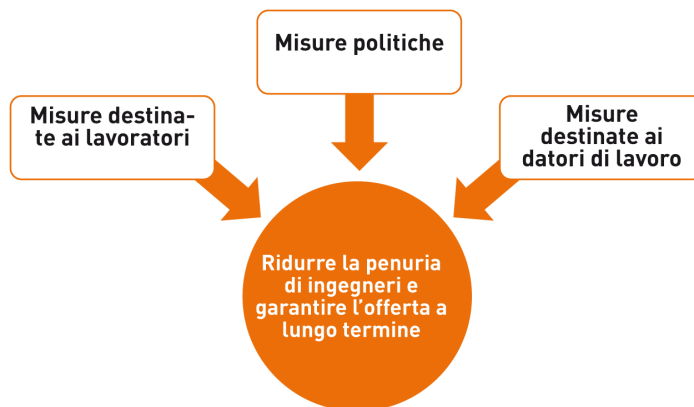 Misure politiche
Misure destina-
te ai lavoratori
Misure
destinate ai
datori di lavoro
Ridurre la penuria
di ingegneri e
garantire l'offerta a
lungo termine